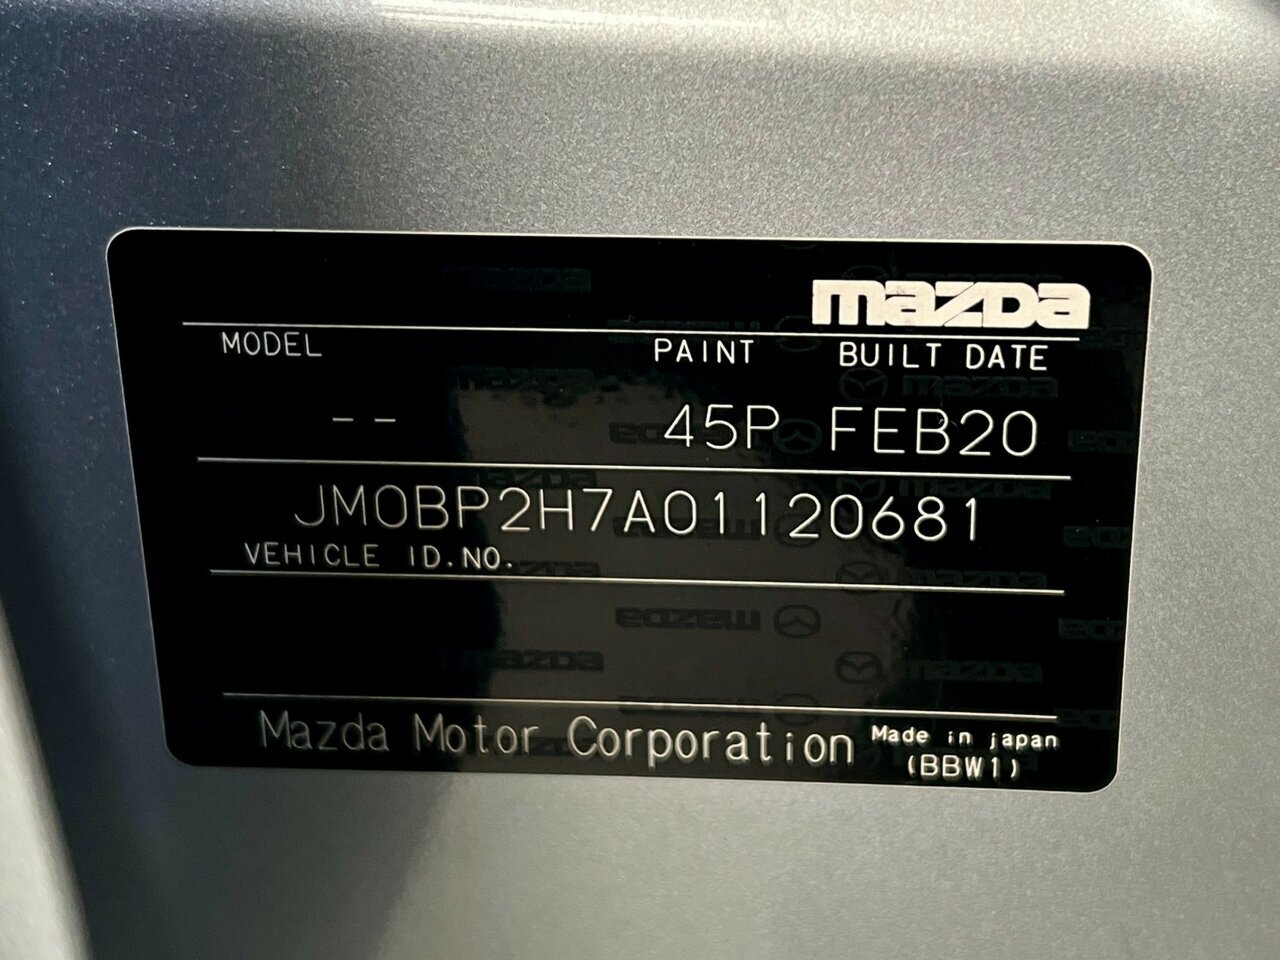 mazda
MODEL PAINT BUILT DATE
-- 45P FEB20
JM0BP2H7A01120681
VEHICLE ID.NO.
Mazda Motor Corporation Made in japan
(BBW1)